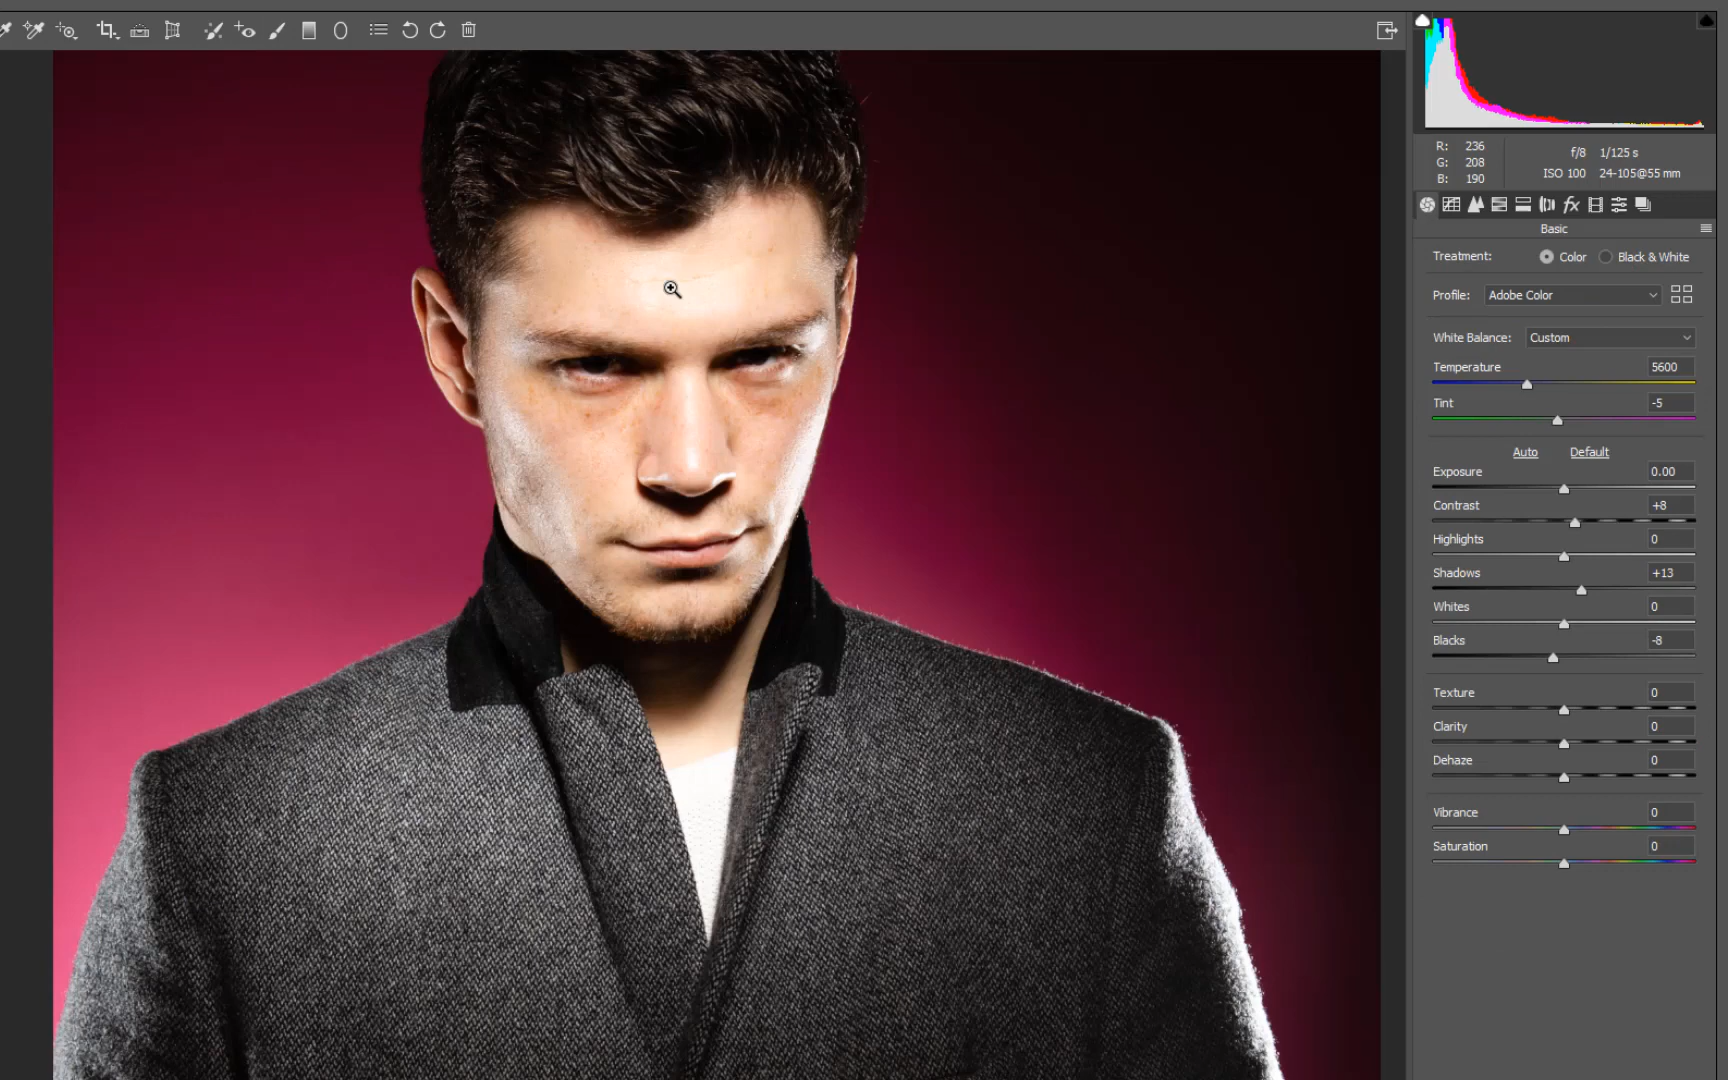 R: 236
G: 208
B: 190
f/8 1/125 s
ISO 100 24-105@55 mm
fx
Basic
Treatment: Color Black & White
Profile: Adobe Color
White Balance: Custom
Temperature 5600
Tint -5
Auto Default
Exposure 0.00
Contrast +8
Highlights 0
Shadows +13
Whites 0
Blacks -8
Texture 0
Clarity 0
Dehaze 0
Vibrance 0
Saturation 0